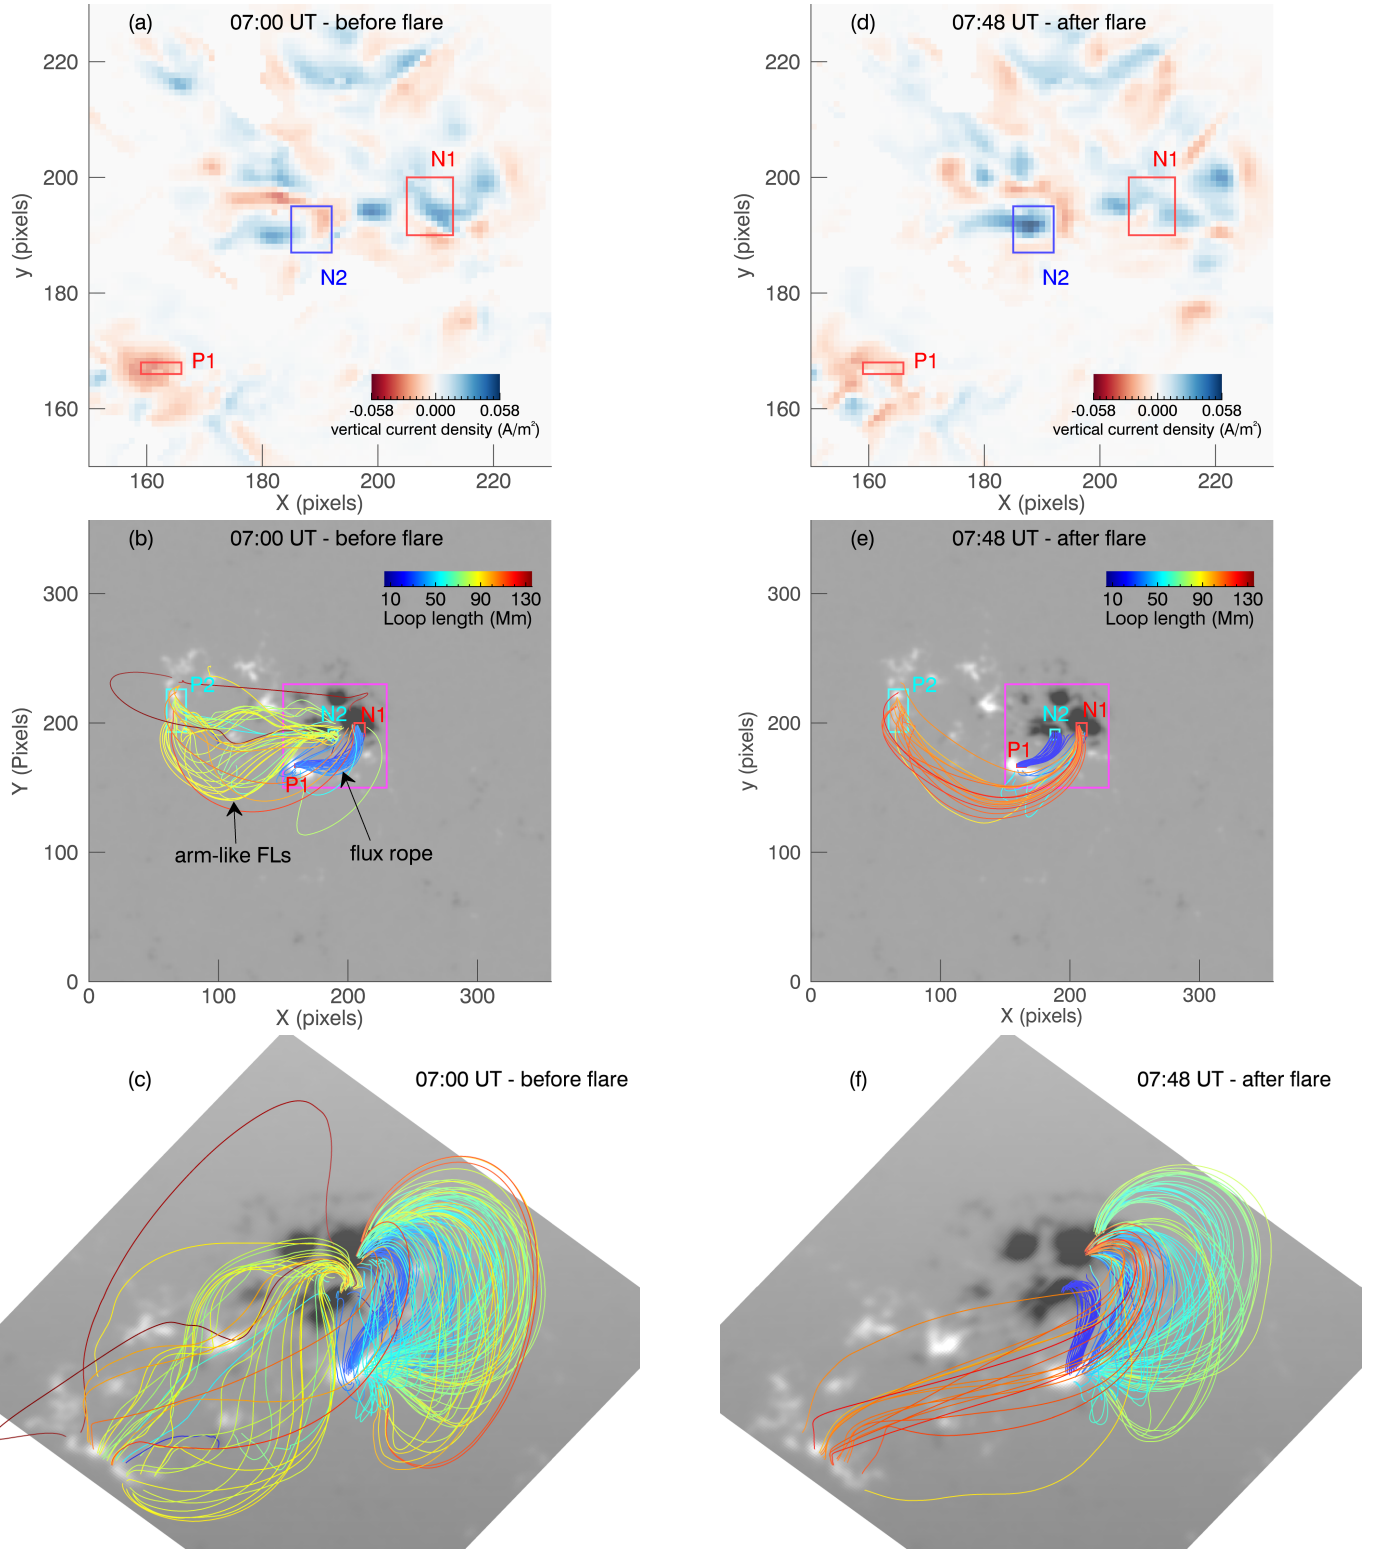 (a) 07:00 UT - before flare
220
200
180
160
y (pixels)
N1
N2
P1
-0.058 0.000 0.058
vertical current density (A/m²)
160 180 200 220
X (pixels)
(d) 07:48 UT - after flare
220
200
180
160
y (pixels)
N1
N2
P1
-0.058 0.000 0.058
vertical current density (A/m²)
160 180 200 220
X (pixels)
(b) 07:00 UT - before flare
10 50 90 130
Loop length (Mm)
300
200
100
0
Y (Pixels)
P2
N2 N1
P1
arm-like FLs
flux rope
0 100 200 300
X (pixels)
(e) 07:48 UT - after flare
10 50 90 130
Loop length (Mm)
300
200
100
0
y (pixels)
P2
N2 N1
P1
0 100 200 300
X (pixels)
(c) 07:00 UT - before flare
(f) 07:48 UT - after flare